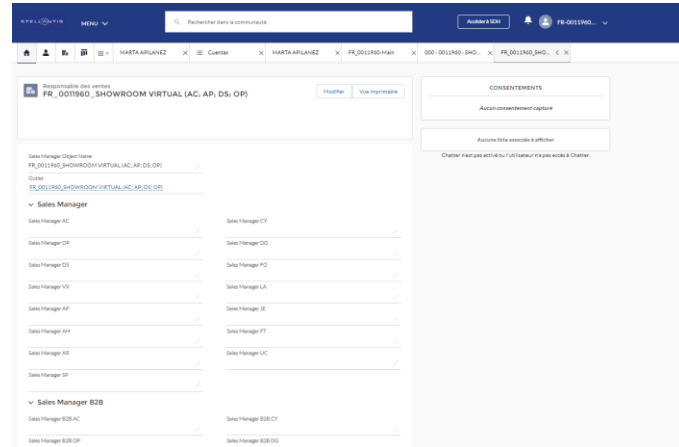 STELLANTIS
MENU
Rechercher dans la communauté
Accéder à SDH
FR-0011960...
MARTA APILANEZ
Cuentas
MARTA APILANEZ
FR_0011960-Main
000 - 0011960 - SHO...
FR_0011960_SHO...
Responsable des ventes
FR_0011960_SHOWROOM VIRTUAL (AC; AP; DS; OP)
Modifier
Vue imprimable
CONSENTEMENTS
Aucun consentement capturé
Aucune liste associée à afficher
Chatter n'est pas activé ou l'utilisateur n'a pas accès à Chatter.
Sales Manager Object Name
FR_0011960_SHOWROOM VIRTUAL (AC; AP; DS; OP)
Outlet
FR_0011960_SHOWROOM VIRTUAL (AC; AP; DS; OP)
Sales Manager
Sales Manager AC
Sales Manager CY
Sales Manager OP
Sales Manager DG
Sales Manager DS
Sales Manager FO
Sales Manager VX
Sales Manager LA
Sales Manager AP
Sales Manager JE
Sales Manager AH
Sales Manager FT
Sales Manager AR
Sales Manager UC
Sales Manager SP
Sales Manager B2B
Sales Manager B2B AC
Sales Manager B2B CY
Sales Manager B2B OP
Sales Manager B2B DG